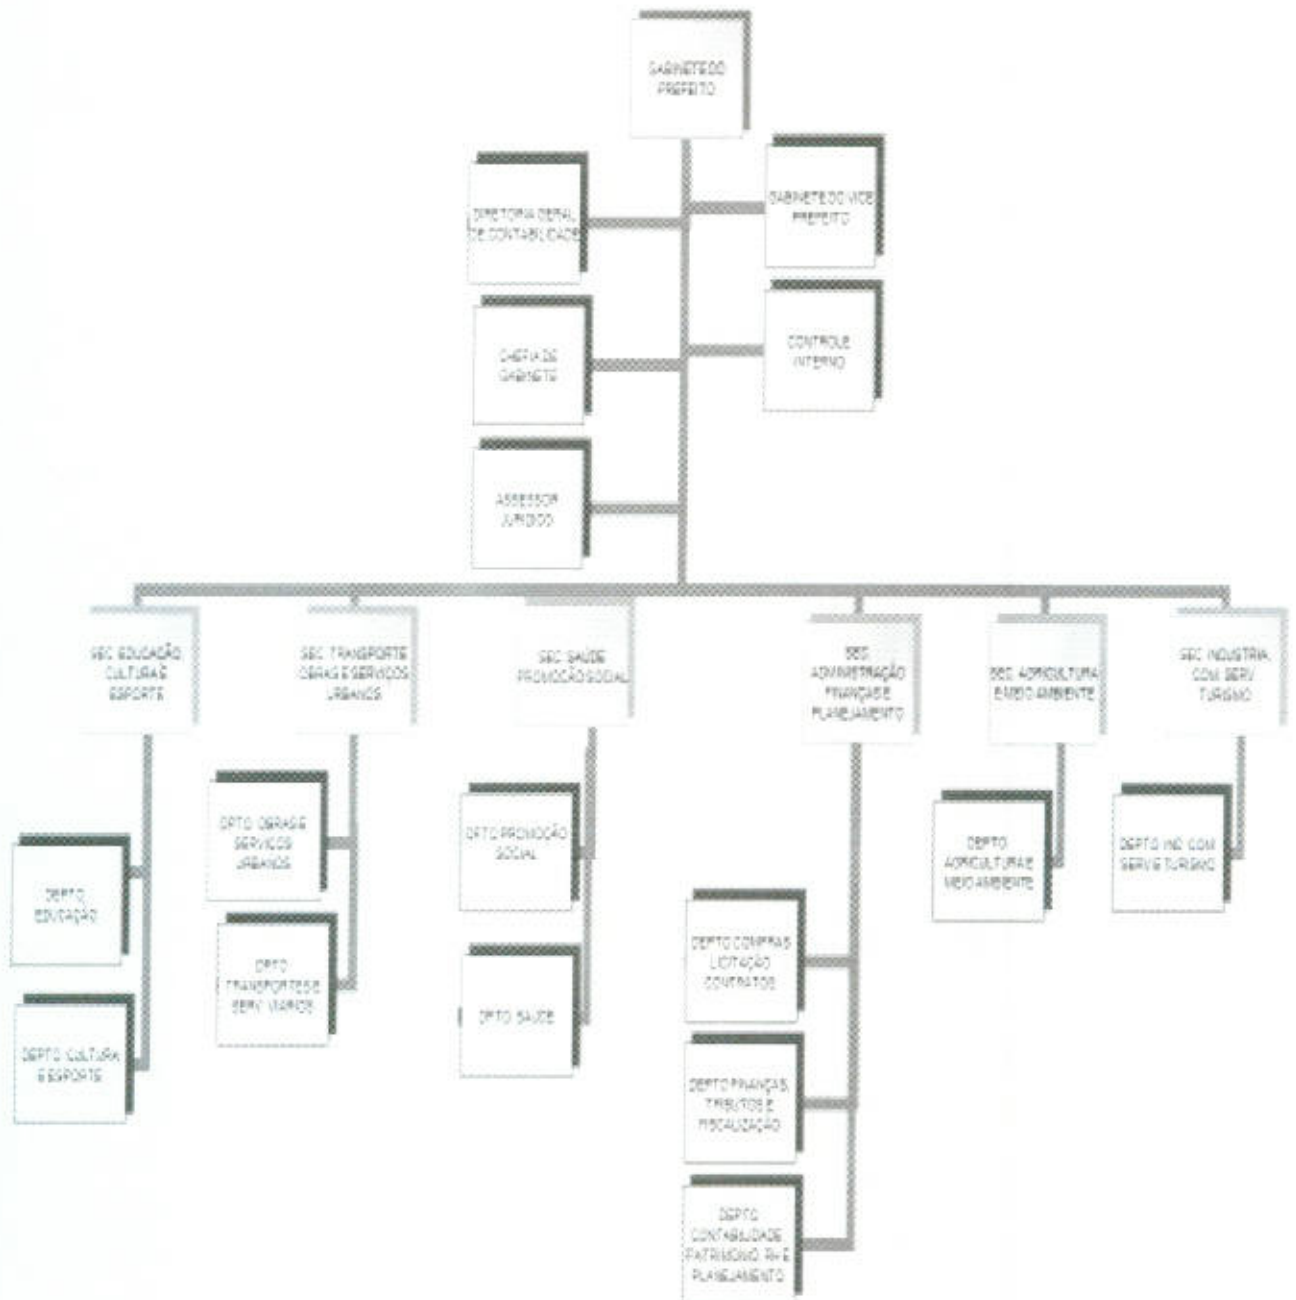 GABINETE DO
PREFEITO
DIRETORIA GERAL
DE CONTABILIDADE
GABINETE DO VICE
PREFEITO
CHEFIA DE
GABINETE
CONTROLE
INTERNO
ASSESSOR
JURIDICO
SEC EDUCAÇÃO,
CULTURA E
ESPORTE
SEC TRANSPORTE
OBRAS E SERVIÇOS
URBANOS
SEC SAÚDE
PROMOÇÃO SOCIAL
SEC
ADMINISTRAÇÃO
FINANÇAS E
PLANEJAMENTO
SEC AGRICULTURA
E MEIO AMBIENTE
SEC INDUSTRIA,
COM. SERV
TURISMO
DEPTO
EDUCAÇÃO
DEPTO CULTURA
E ESPORTE
DPTO OBRAS E
SERVIÇOS
URBANOS
DPTO
TRANSPORTES E
SERV. VIARIOS
DPTO PROMOÇÃO
SOCIAL
DPTO SAUDE
DEPTO COMPRAS
LICITAÇÃO
CONTRATOS
DEPTO FINANÇAS,
TRIBUTOS E
FISCALIZAÇÃO
DEPTO
CONTABILIDADE,
PATRIMONIO, RH E
PLANEJAMENTO
DEPTO
AGRICULTURA E
MEIO AMBIENTE
DEPTO IND COM
SERV E TURISMO